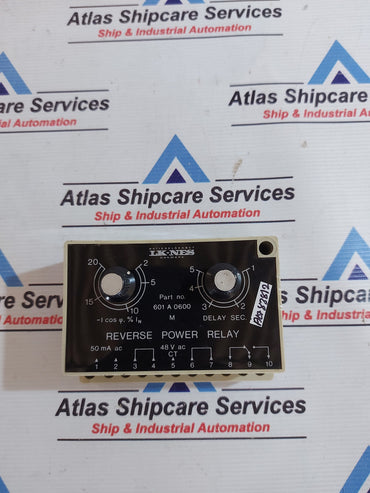 Atlas Shipcare Services
Ship & Industrial Automation
Atlas Shipcare Services
Ship & Industrial Automation
Atlas Shipcare Services
Ship & Industrial Automation
Atlas Shipcare Services
Ship & Industrial Automation
LK-NES
20 2
15 5
10
-I cos φ. % IN
Part no.
601 A 0600
M
5 1
4
3 2
DELAY SEC.
REVERSE POWER RELAY
50 mA ac
48 V ac
CT
1 2 3 4 5 6 7 8 9 10
Atlas Shipcare Services
Ship & Industrial Automation